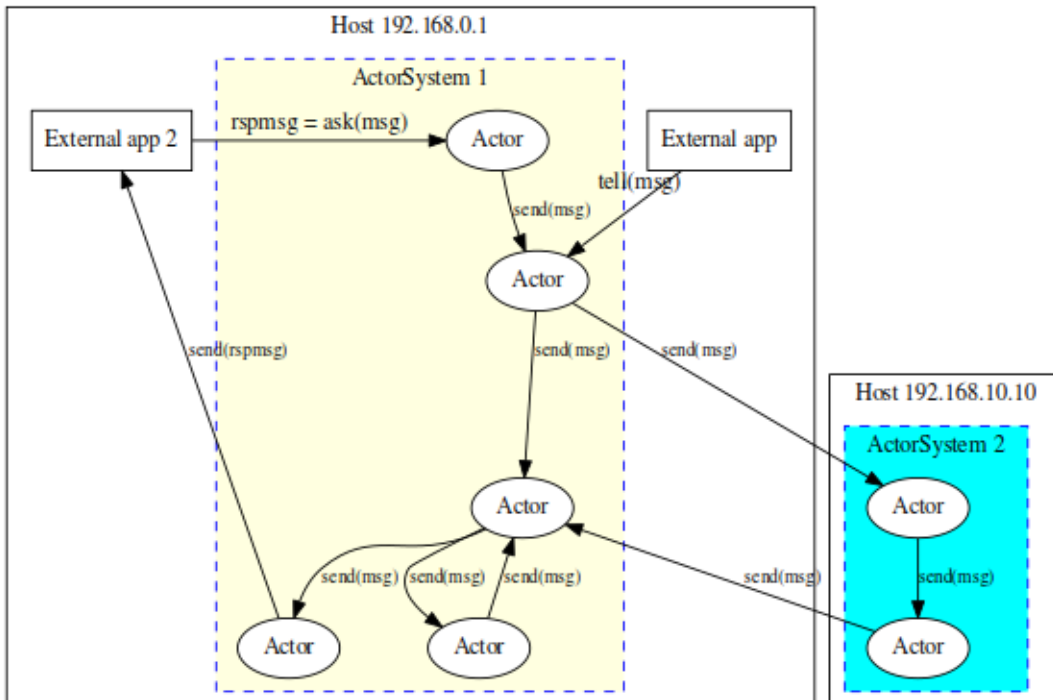 Host 192.168.0.1
ActorSystem 1
External app 2
rspmsg = ask(msg)
Actor
External app
tell(msg)
send(msg)
Actor
send(rspmsg)
send(msg)
send(msg)
Host 192.168.10.10
ActorSystem 2
Actor
Actor
send(msg)
send(msg)
send(msg)
send(msg)
send(msg)
Actor
Actor
Actor